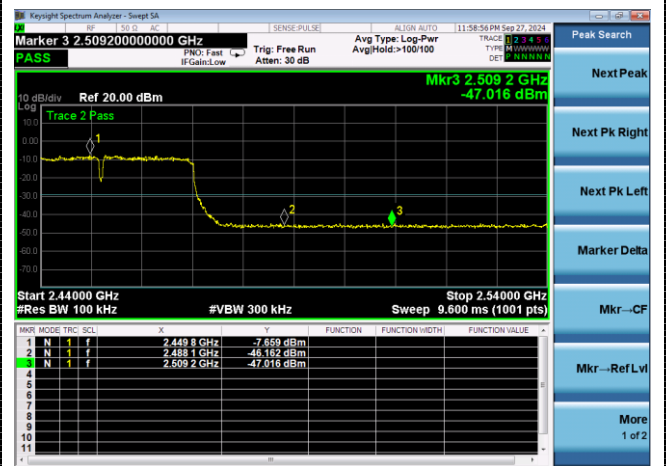 Keysight Spectrum Analyzer - Swept SA
RF 50 Ω AC SENSE:PULSE ALIGN AUTO 11:58:56 PM Sep 27, 2024
Marker 3 2.509200000000 GHz
PNO: Fast
IFGain:Low
Trig: Free Run
Atten: 30 dB
Avg Type: Log-Pwr
Avg|Hold:>100/100
TRACE 1 2 3 4 5 6
TYPE M WWWWW
DET P NNNNN
PASS
Mkr3 2.509 2 GHz
-47.016 dBm
10 dB/div Ref 20.00 dBm
Log
Trace 2 Pass
10.0
0.00
-10.0
-20.0
-30.0
-40.0
-50.0
-60.0
-70.0
1
2
3
Start 2.44000 GHz Stop 2.54000 GHz
#Res BW 100 kHz #VBW 300 kHz Sweep 9.600 ms (1001 pts)
MKR MODE TRC SCL X Y FUNCTION FUNCTION WIDTH FUNCTION VALUE
1 N 1 f 2.449 8 GHz -7.659 dBm
2 N 1 f 2.488 1 GHz -46.162 dBm
3 N 1 f 2.509 2 GHz -47.016 dBm
4
5
6
7
8
9
10
11
Peak Search
Next Peak
Next Pk Right
Next Pk Left
Marker Delta
Mkr→CF
Mkr→Ref Lvl
More
1 of 2